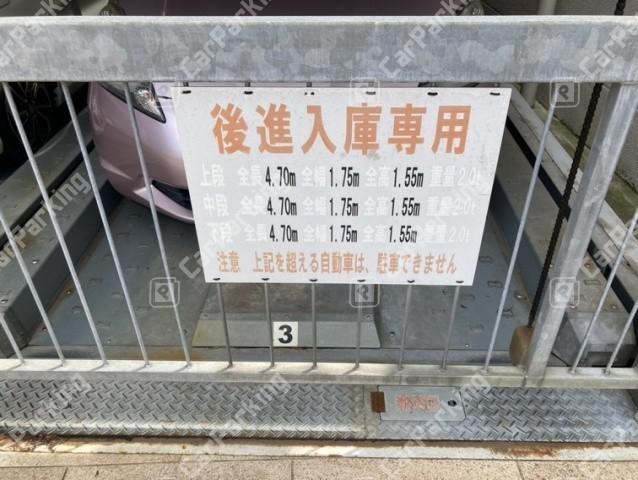 後進入庫専用
上段 全長 4.70m 全幅 1.75m 全高 1.55m 重量 2.0t
中段 全長 4.70m 全幅 1.75m 全高 1.55m 重量 2.0t
下段 全長 4.70m 全幅 1.75m 全高 1.55m 重量 2.0t
注意 上記を超える自動車は、駐車できません
3
CarParking